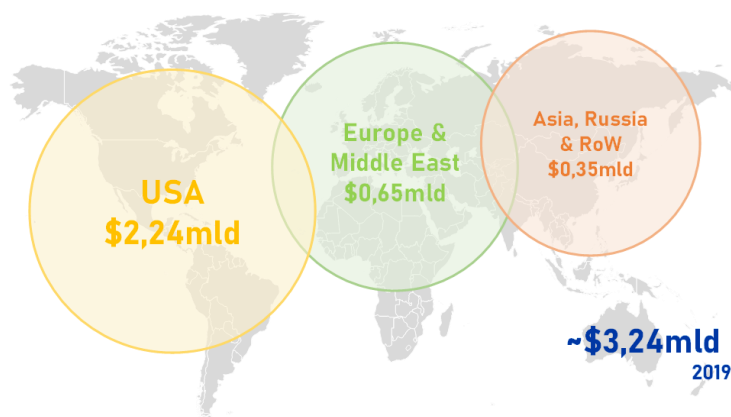 USA
$2,24mld
Europe &
Middle East
$0,65mld
Asia, Russia
& RoW
$0,35mld
~$3,24mld
2019